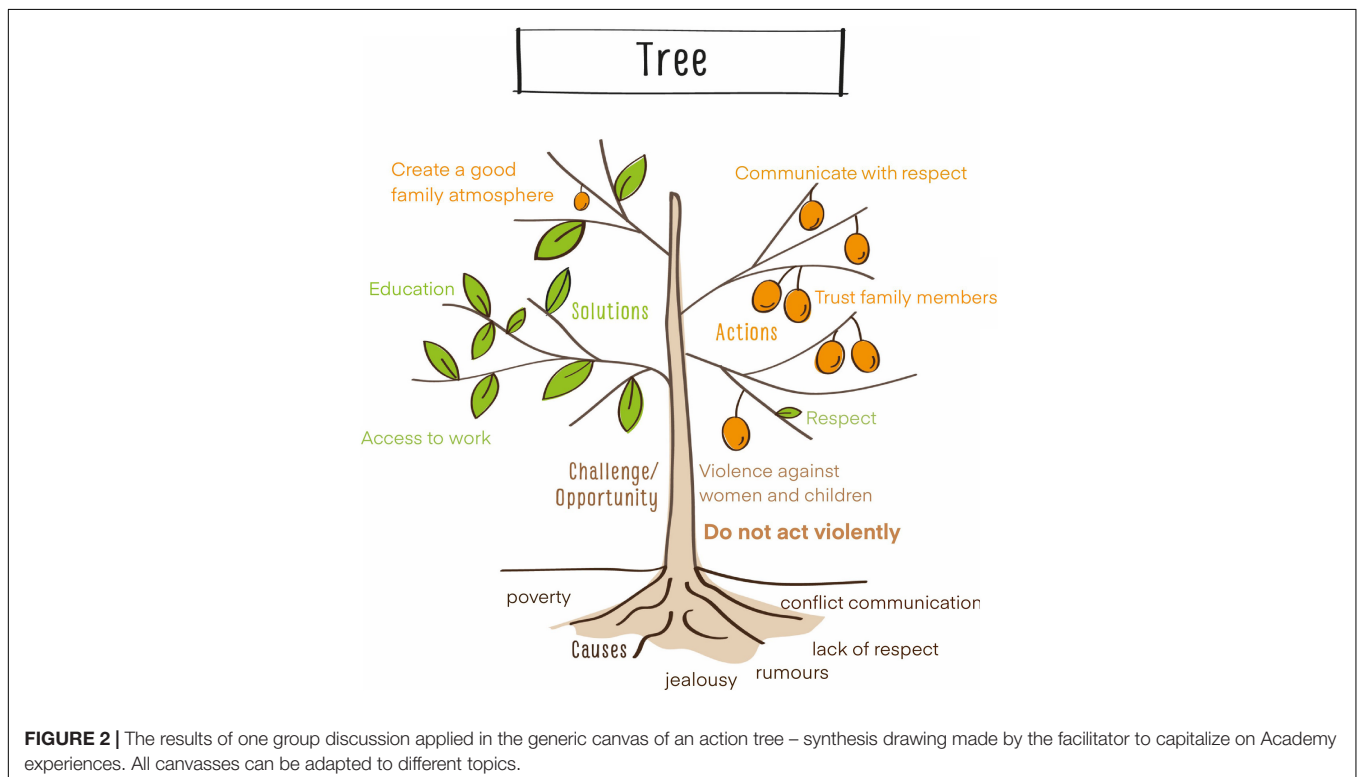 Tree
Create a good
family atmosphere
Communicate with respect
Education
Solutions
Trust family members
Actions
Respect
Access to work
Challenge/
Opportunity
Violence against
women and children
Do not act violently
poverty
conflict communication
Causes
lack of respect
rumours
jealousy
FIGURE 2 | The results of one group discussion applied in the generic canvas of an action tree – synthesis drawing made by the facilitator to capitalize on Academy
experiences. All canvasses can be adapted to different topics.